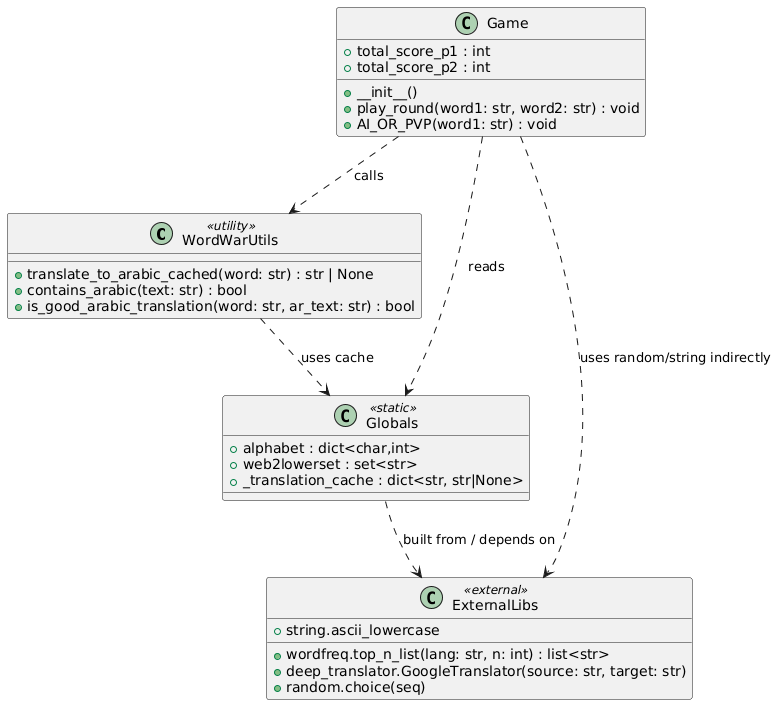 C Game
total_score_p1 : int
total_score_p2 : int
__init__()
play_round(word1: str, word2: str) : void
AI_OR_PVP(word1: str) : void
calls
«utility»
C WordWarUtils
translate_to_arabic_cached(word: str) : str | None
contains_arabic(text: str) : bool
is_good_arabic_translation(word: str, ar_text: str) : bool
reads
uses cache
uses random/string indirectly
«static»
C Globals
alphabet : dict<char,int>
web2lowerset : set<str>
_translation_cache : dict<str, str|None>
built from / depends on
«external»
C ExternalLibs
string.ascii_lowercase
wordfreq.top_n_list(lang: str, n: int) : list<str>
deep_translator.GoogleTranslator(source: str, target: str)
random.choice(seq)